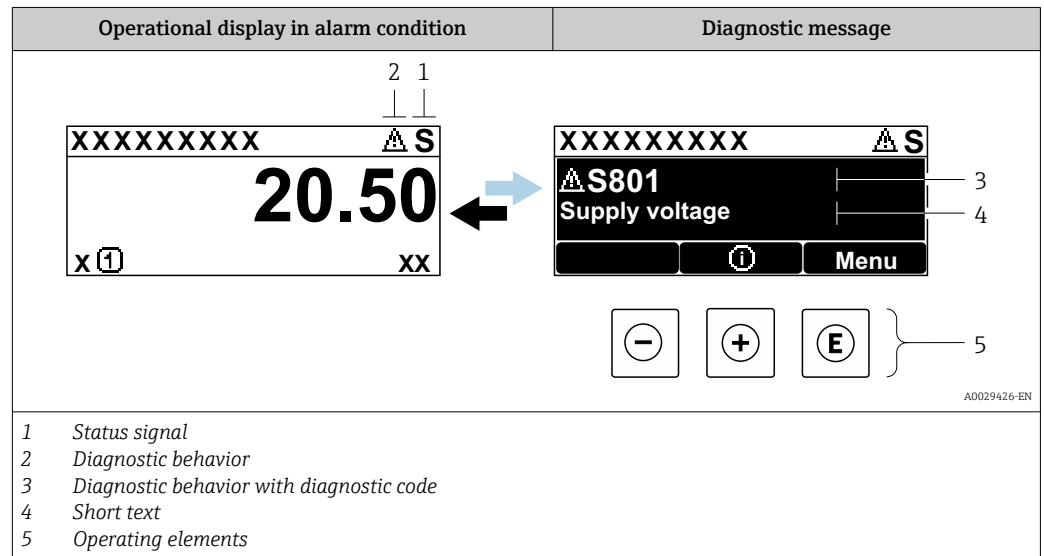 Operational display in alarm condition Diagnostic message
2 1
XXXXXXXXX ⚠ S
20.50
x 1 xx
XXXXXXXXX ⚠ S
⚠S801 3
Supply voltage 4
i Menu
- + E 5
A0029426-EN
1 Status signal
2 Diagnostic behavior
3 Diagnostic behavior with diagnostic code
4 Short text
5 Operating elements